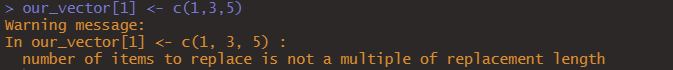 > our_vector[1] <- c(1,3,5)
Warning message:
In our_vector[1] <- c(1, 3, 5) :
  number of items to replace is not a multiple of replacement length